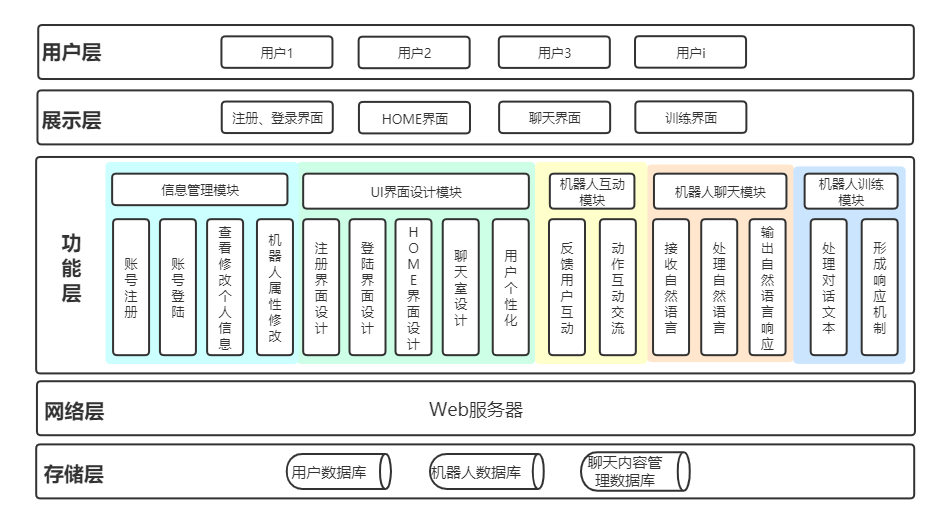 用户层
用户1
用户2
用户3
用户i
展示层
注册、登录界面
HOME界面
聊天界面
训练界面
功能层
信息管理模块
UI界面设计模块
机器人互动
模块
机器人聊天模块
机器人训练
模块
账号注册
账号登陆
查看修改个人信息
机器人属性修改
注册界面设计
登陆界面设计
HOME界面设计
聊天室设计
用户个性化
反馈用户互动
动作互动交流
接收自然语言
处理自然语言
输出自然语言响应
处理对话文本
形成响应机制
网络层
Web服务器
存储层
用户数据库
机器人数据库
聊天内容管
理数据库